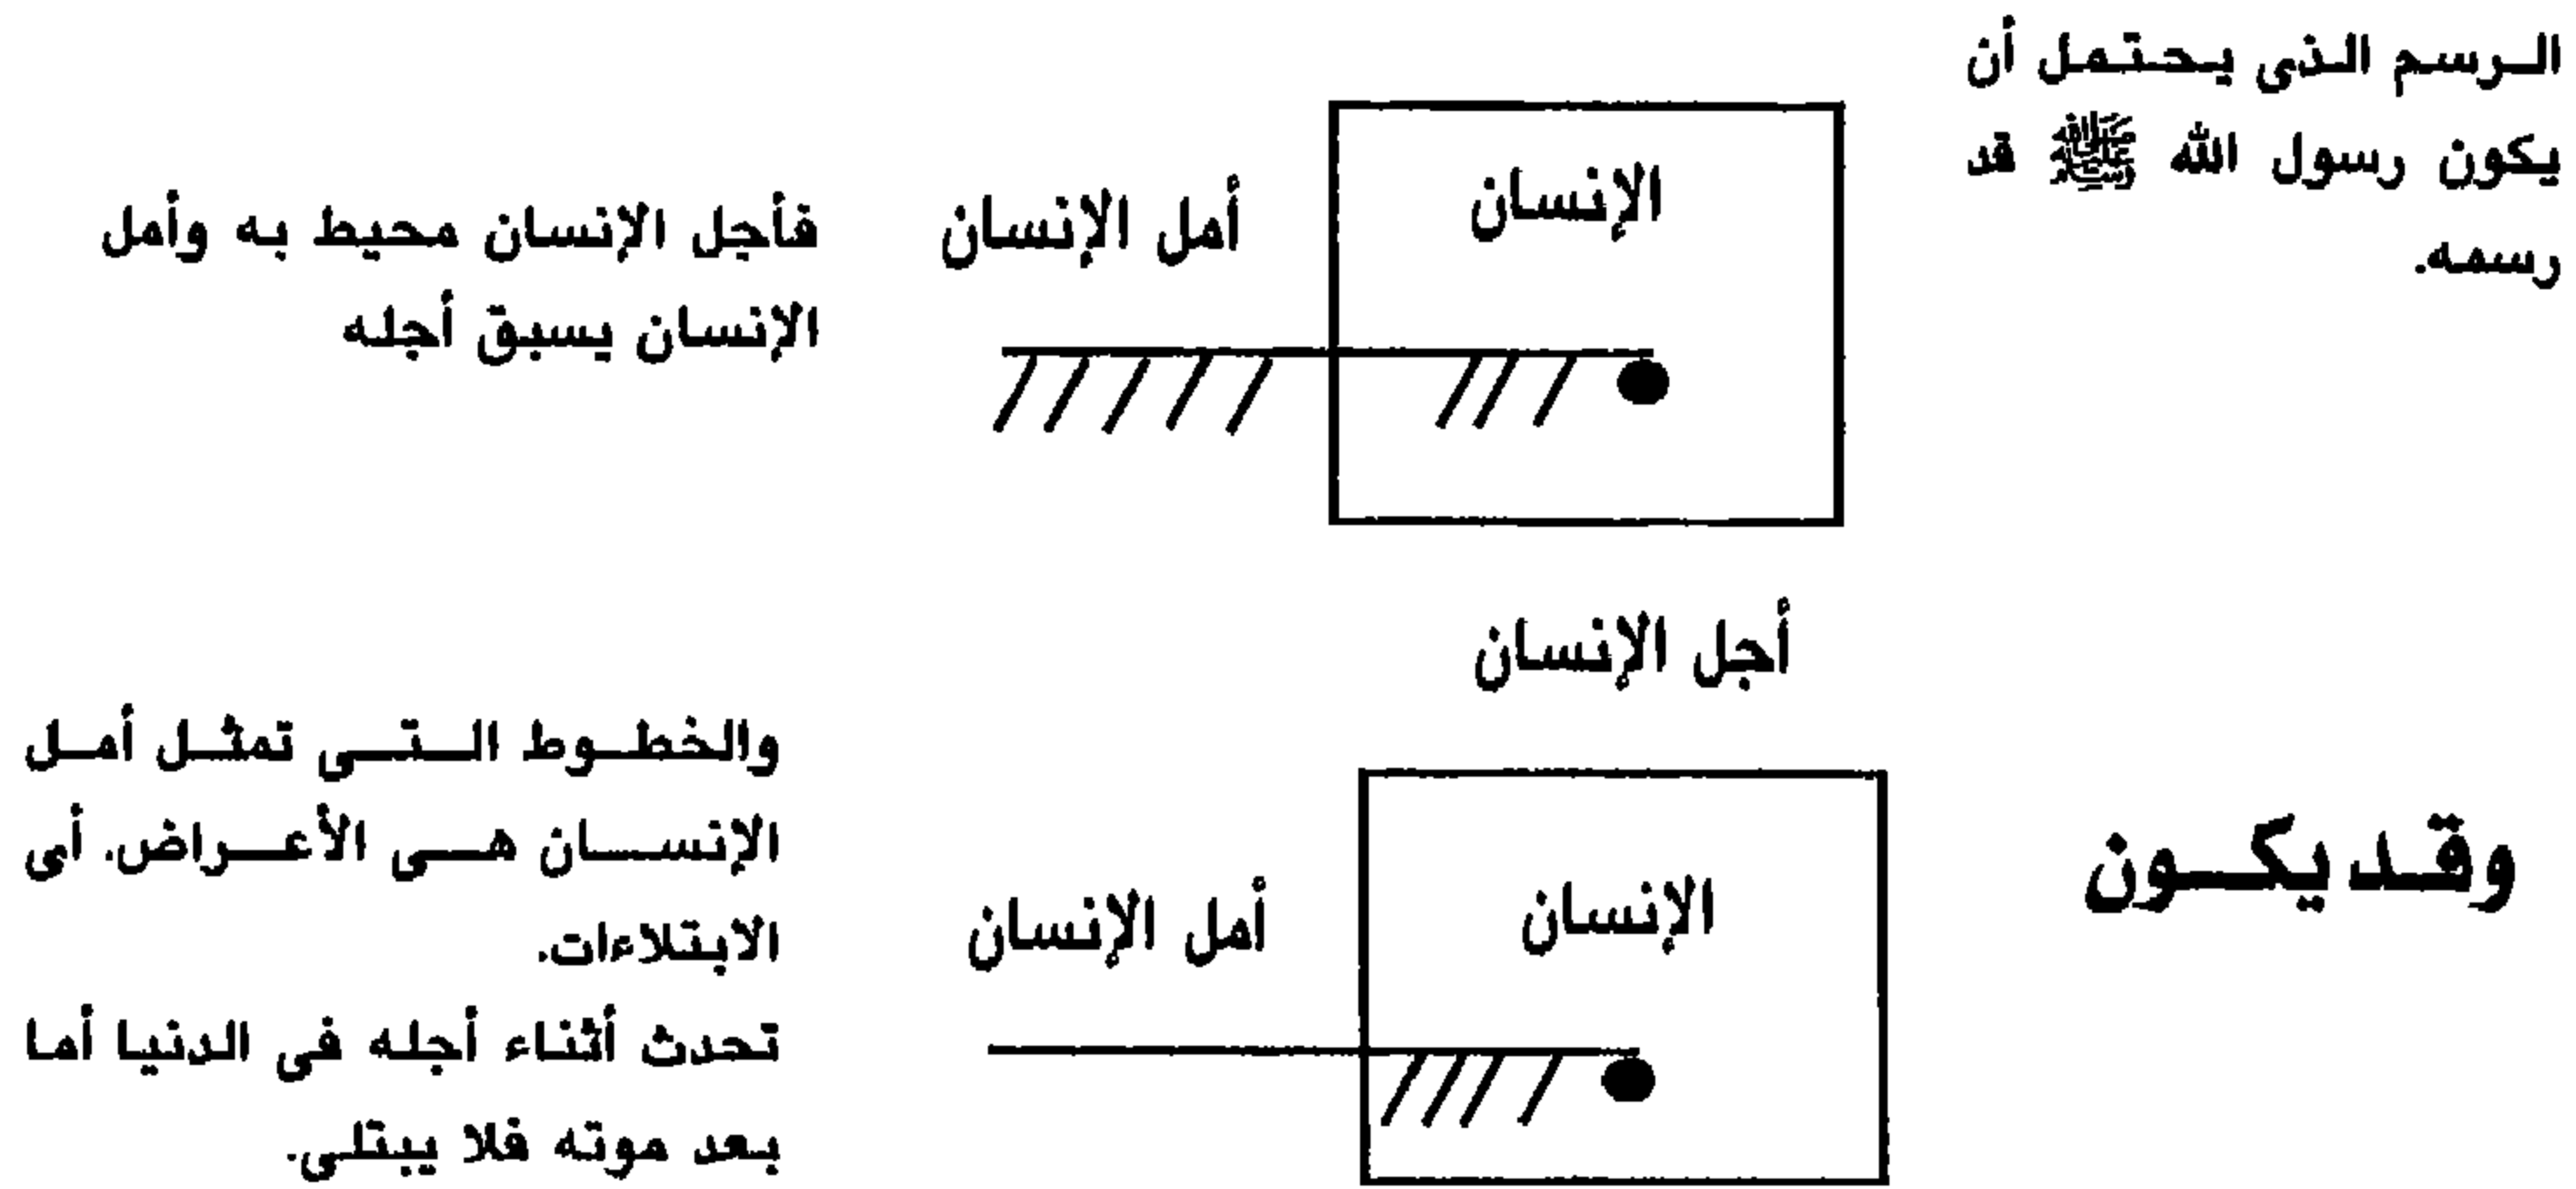 الرسم الذى يحتمل أن
يكون رسول الله ﷺ قد
رسمه.
الإنسان
أمل الإنسان
فأجل الإنسان محيط به وأمل
الإنسان يسبق أجله
أجل الإنسان
وقد يكون
الإنسان
أمل الإنسان
والخطوط التى تمثل أمل
الإنسان هى الأعراض. أى
الابتلاءات.
تحدث أثناء أجله فى الدنيا أما
بعد موته فلا يبتلى.